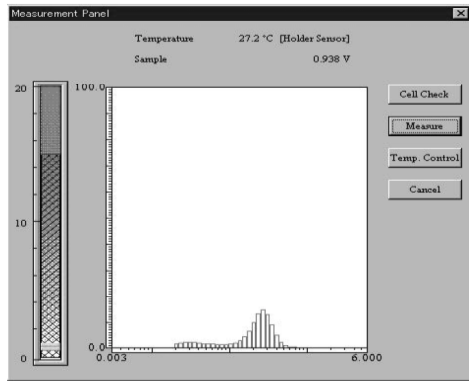 Measurement Panel
Temperature 27.2 °C [Holder Sensor]
Sample 0.938 V
20
10
0
100.0
0.0
0.003
6.000
Cell Check
Measure
Temp. Control
Cancel